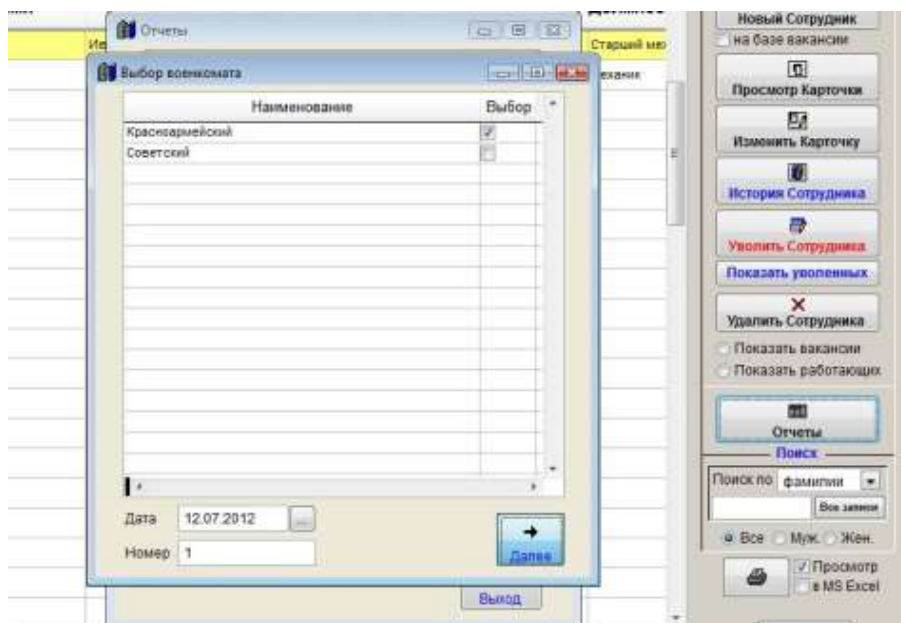 Отчеты
Старший мех
Выбор военкомата
еханик
Наименование
Выбор
Красноармейский
Советский
Дата
12.07.2012
...
Номер
1
Далее
Выход
Новый Сотрудник
на базе вакансии
Просмотр Карточки
Изменить Карточку
История Сотрудника
Уволить Сотрудника
Показать уволенных
Удалить Сотрудника
Показать вакансии
Показать работающих
Отчеты
Поиск
Поиск по фамилии
Все записи
Все Муж. Жен.
Просмотр
в MS Excel